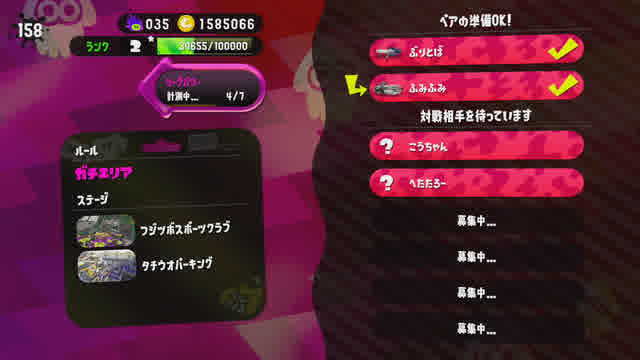 158
035
1585066
ランク 2
39655/100000
リーグパワー
計測中... 4/7
ルール
ガチエリア
ステージ
フジツボスポーツクラブ
タチウオパーキング
ペアの準備OK!
ぷりとば
ふみふみ
対戦相手を待っています
? こうちゃん
? へたたろー
募集中...
募集中...
募集中...
募集中...